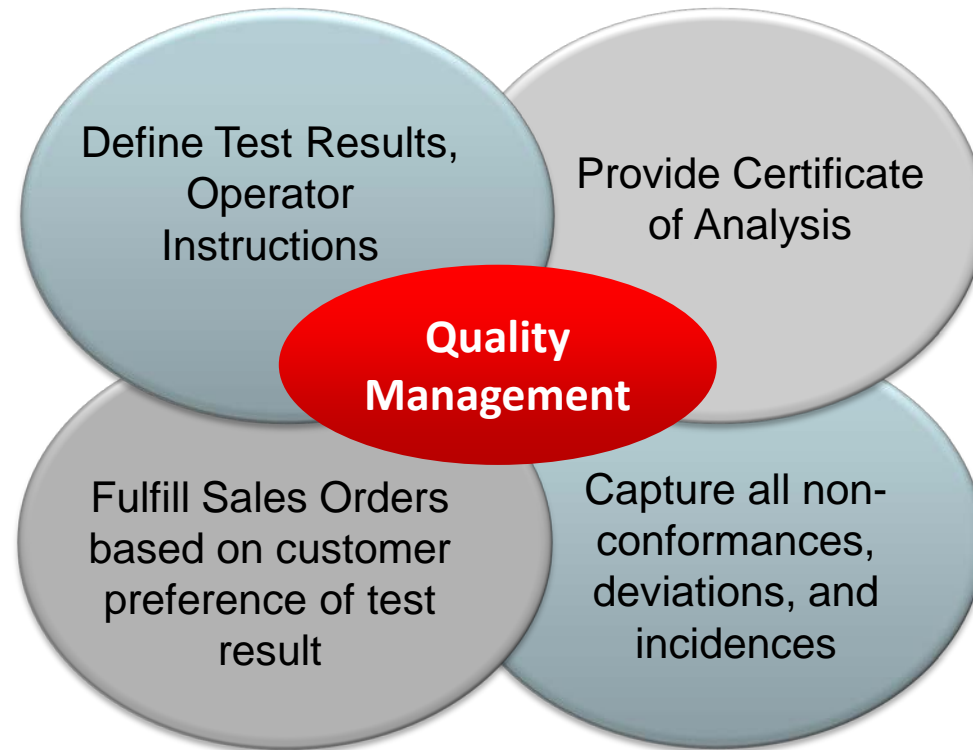 Define Test Results,
Operator
Instructions
Provide Certificate
of Analysis
Quality
Management
Fulfill Sales Orders
based on customer
preference of test
result
Capture all non-
conformances,
deviations, and
incidences